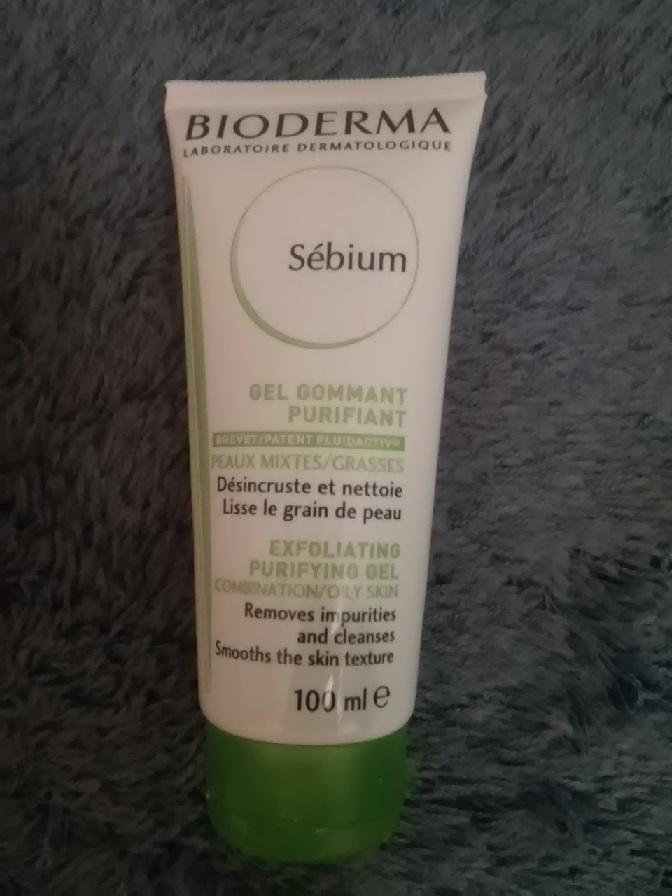 BIODERMA
LABORATOIRE DERMATOLOGIQUE
Sébium
GEL GOMMANT
PURIFIANT
BREVET/PATENT FLUIDACTIV®
PEAUX MIXTES/GRASSES
Désincruste et nettoie
Lisse le grain de peau
EXFOLIATING
PURIFYING GEL
COMBINATION/OILY SKIN
Removes impurities
and cleanses
Smooths the skin texture
100 ml e